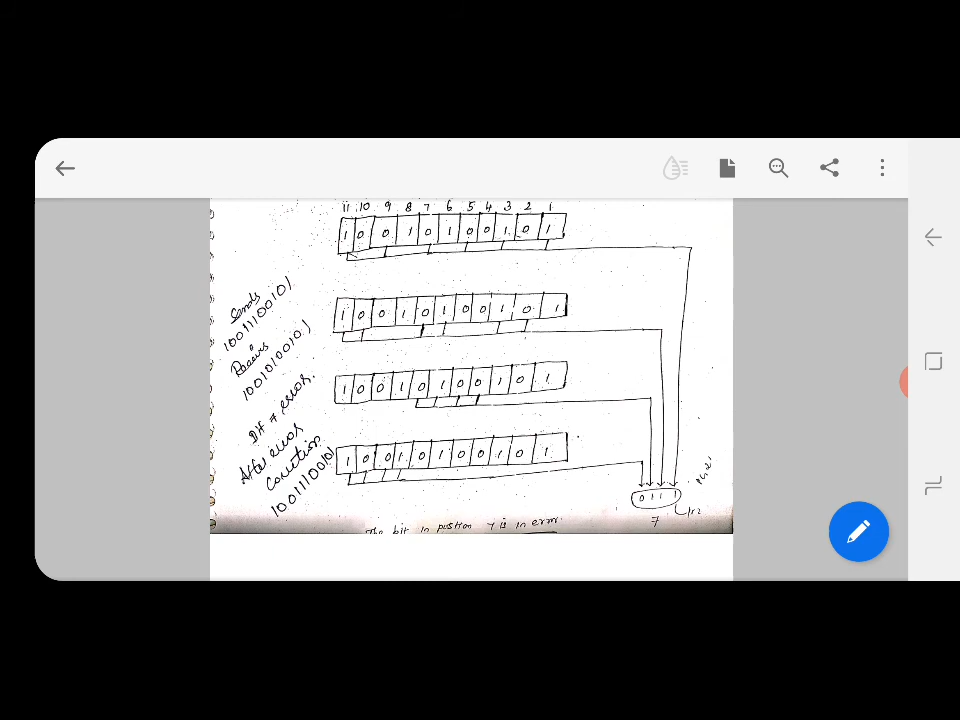 11 10 9 8 7 6 5 4 3 2 1
1 0 0 1 0 1 0 0 1 0 1
Sends
10011100101
1 0 0 1 0 1 0 0 1 0 1
Receives
10010100101
1 0 0 1 0 1 0 0 1 0 1
If error.
After error
Correction
10011100101
1 0 0 1 0 1 0 0 1 0 1
0 1 1 1
7
The bit in position 7 is in error.